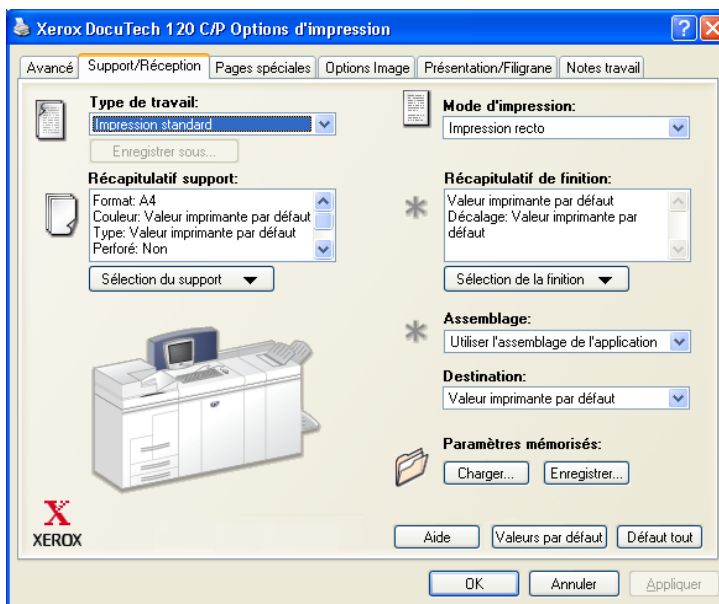 Xerox DocuTech 120 C/P Options d'impression
Avancé
Support/Réception
Pages spéciales
Options Image
Présentation/Filigrane
Notes travail
Type de travail:
Impression standard
Enregistrer sous...
Mode d'impression:
Impression recto
Récapitulatif support:
Format: A4
Couleur: Valeur imprimante par défaut
Type: Valeur imprimante par défaut
Perforé: Non
Sélection du support
Récapitulatif de finition:
Valeur imprimante par défaut
Décalage: Valeur imprimante par
défaut
Sélection de la finition
Assemblage:
Utiliser l'assemblage de l'application
Destination:
Valeur imprimante par défaut
Paramètres mémorisés:
Charger...
Enregistrer...
X
XEROX
Aide
Valeurs par défaut
Défaut tout
OK
Annuler
Appliquer